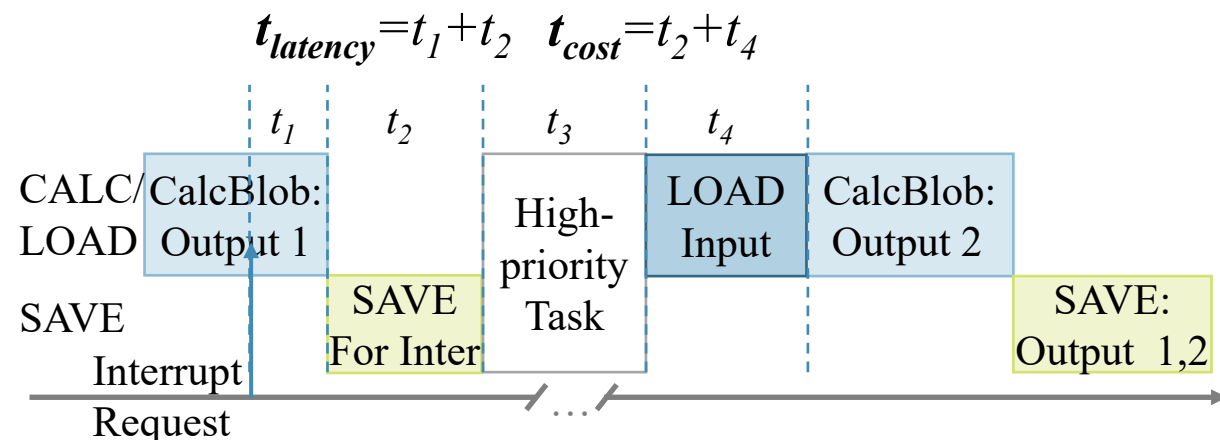 t_latency=t_1+t_2 t_cost=t_2+t_4
t_1 t_2 t_3 t_4
CALC/
LOAD
CalcBlob:
Output 1
High-
priority
Task
LOAD
Input
CalcBlob:
Output 2
SAVE
SAVE
For Inter
SAVE:
Output 1,2
Interrupt
Request
...